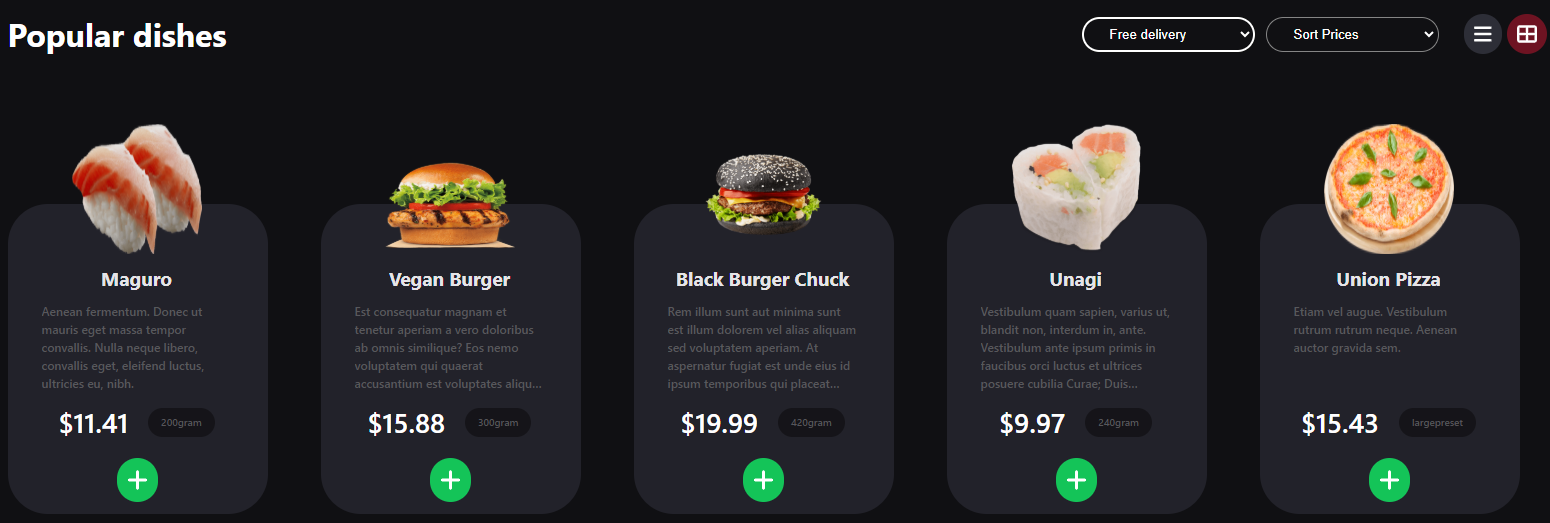 Popular dishes
Free delivery
Sort Prices
Maguro
Aenean fermentum. Donec ut
mauris eget massa tempor
convallis. Nulla neque libero,
convallis eget, eleifend luctus,
ultricies eu, nibh.
$11.41
200gram
Vegan Burger
Est consequatur magnam et
tenetur aperiam a vero doloribus
ab omnis similique? Eos nemo
voluptatem qui quaerat
accusantium est voluptates aliqu...
$15.88
300gram
Black Burger Chuck
Rem illum sunt aut minima sunt
est illum dolorem vel alias aliquam
sed voluptatem aperiam. At
aspernatur fugiat est unde eius id
ipsum temporibus qui placeat...
$19.99
420gram
Unagi
Vestibulum quam sapien, varius ut,
blandit non, interdum in, ante.
Vestibulum ante ipsum primis in
faucibus orci luctus et ultrices
posuere cubilia Curae; Duis...
$9.97
240gram
Union Pizza
Etiam vel augue. Vestibulum
rutrum rutrum neque. Aenean
auctor gravida sem.
$15.43
largepreset